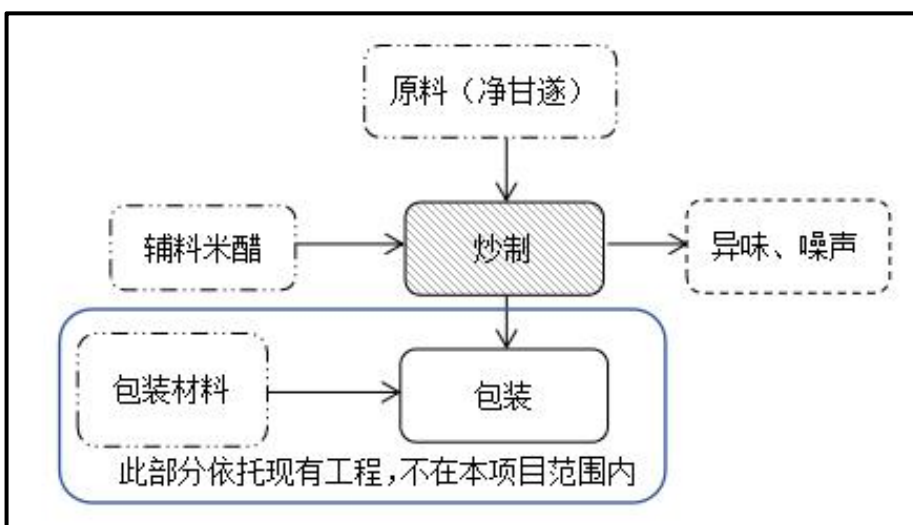 原料（净甘遂）
辅料米醋
炒制
异味、噪声
包装材料
包装
此部分依托现有工程，不在本项目范围内